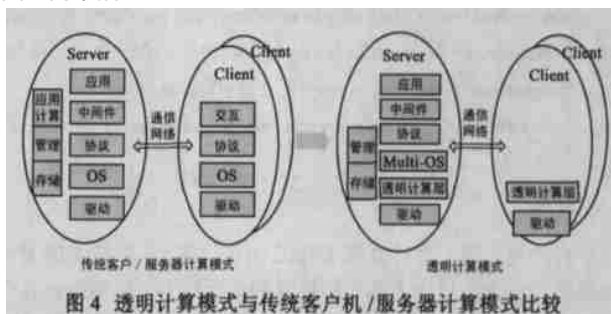 Server
应用
中间件
协议
OS
驱动
应用
计算
管理
存储
通信
网络
Client
Client
交互
协议
OS
驱动
传统客户/服务器计算模式
Server
应用
中间件
协议
Multi-OS
透明计算层
驱动
管理
存储
通信
网络
Client
Client
透明计算层
驱动
透明计算模式
图 4 透明计算模式与传统客户机/服务器计算模式比较